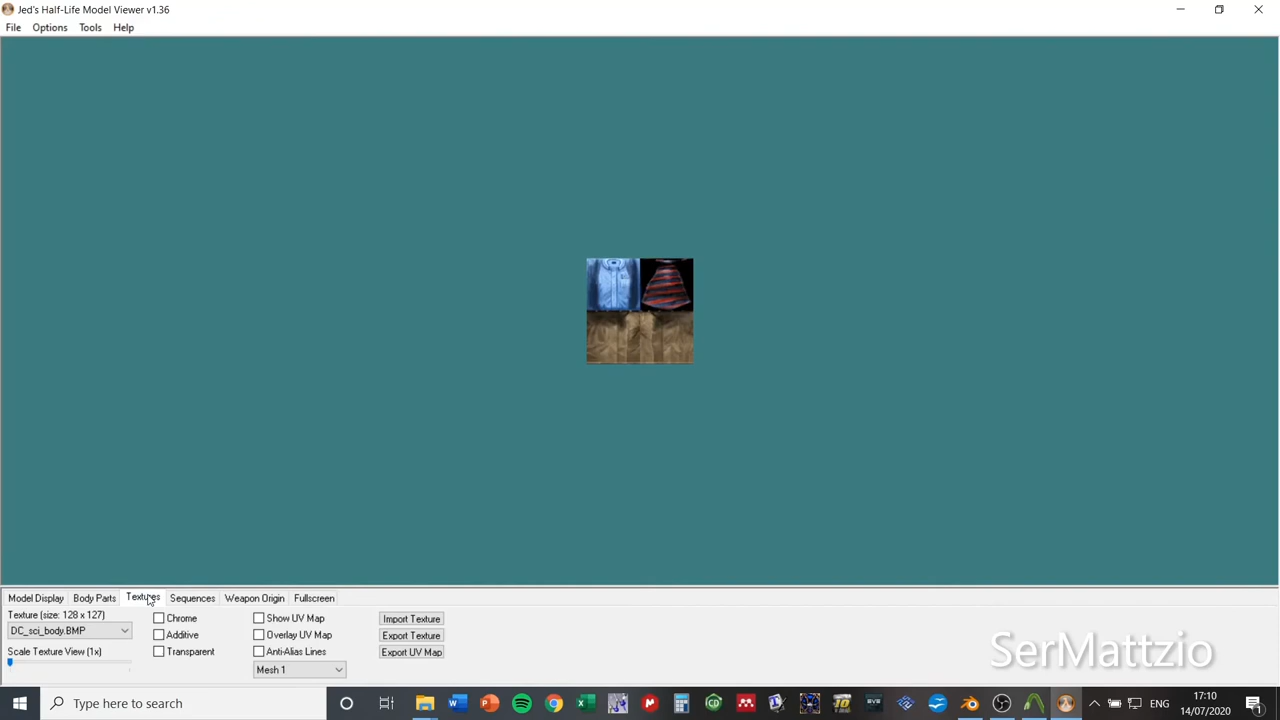 Jed's Half-Life Model Viewer v1.36
File Options Tools Help
Model Display Body Parts Textures Sequences Weapon Origin Fullscreen
Texture (size: 128 x 127)
DC_sci_body.BMP
Scale Texture View (1x)
Chrome
Additive
Transparent
Show UV Map
Overlay UV Map
Anti-Alias Lines
Mesh 1
Import Texture
Export Texture
Export UV Map
SerMattzio
Type here to search
ENG
17:10
14/07/2020